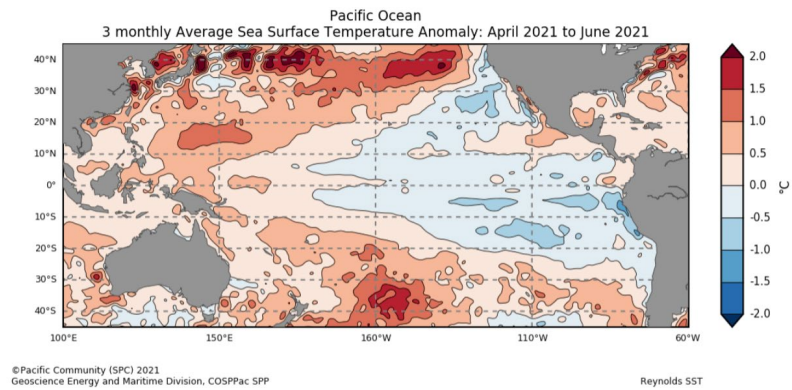 Pacific Ocean
3 monthly Average Sea Surface Temperature Anomaly: April 2021 to June 2021
40°N
30°N
20°N
10°N
0°
10°S
20°S
30°S
40°S
100°E
150°E
160°W
110°W
60°W
2.0
1.5
1.0
0.5
0.0
-0.5
-1.0
-1.5
-2.0
°C
©Pacific Community (SPC) 2021
Geoscience Energy and Maritime Division, COSPPac SPP
Reynolds SST